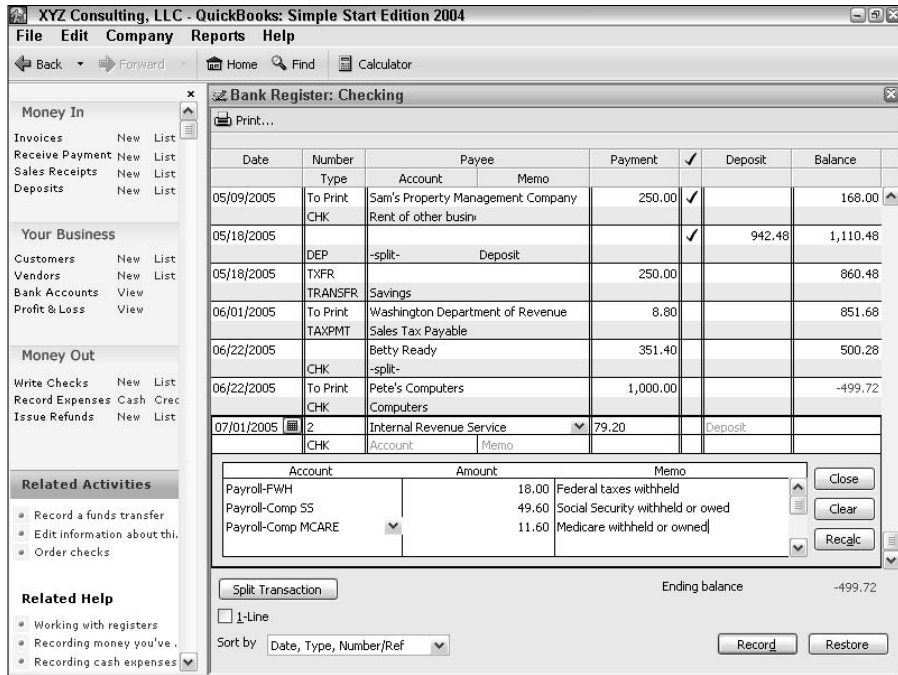 XYZ Consulting, LLC - QuickBooks: Simple Start Edition 2004
File Edit Company Reports Help
Back Forward Home Find Calculator
Money In
Invoices New List
Receive Payment New List
Sales Receipts New List
Deposits New List
Your Business
Customers New List
Vendors New List
Bank Accounts View
Profit & Loss View
Money Out
Write Checks New List
Record Expenses Cash Crec
Issue Refunds New List
Related Activities
Record a funds transfer
Edit information about thi.
Order checks
Related Help
Working with registers
Recording money you've .
Recording cash expenses
Bank Register: Checking
Print...
Date Number Payee Payment ✓ Deposit Balance
Type Account Memo
05/09/2005 To Print Sam's Property Management Company 250.00 ✓ 168.00
CHK Rent of other busin
05/18/2005 ✓ 942.48 1,110.48
DEP -split- Deposit
05/18/2005 TXFR 250.00 860.48
TRANSFR Savings
06/01/2005 To Print Washington Department of Revenue 8.80 851.68
TAXPMT Sales Tax Payable
06/22/2005 Betty Ready 351.40 500.28
CHK -split-
06/22/2005 To Print Pete's Computers 1,000.00 -499.72
CHK Computers
07/01/2005 2 Internal Revenue Service 79.20 Deposit
CHK Account Memo
Account Amount Memo
Payroll-FWH 18.00 Federal taxes withheld
Payroll-Comp SS 49.60 Social Security withheld or owed
Payroll-Comp MCARE 11.60 Medicare withheld or owned
Close
Clear
Recalc
Split Transaction Ending balance -499.72
1-Line
Sort by Date, Type, Number/Ref Record Restore